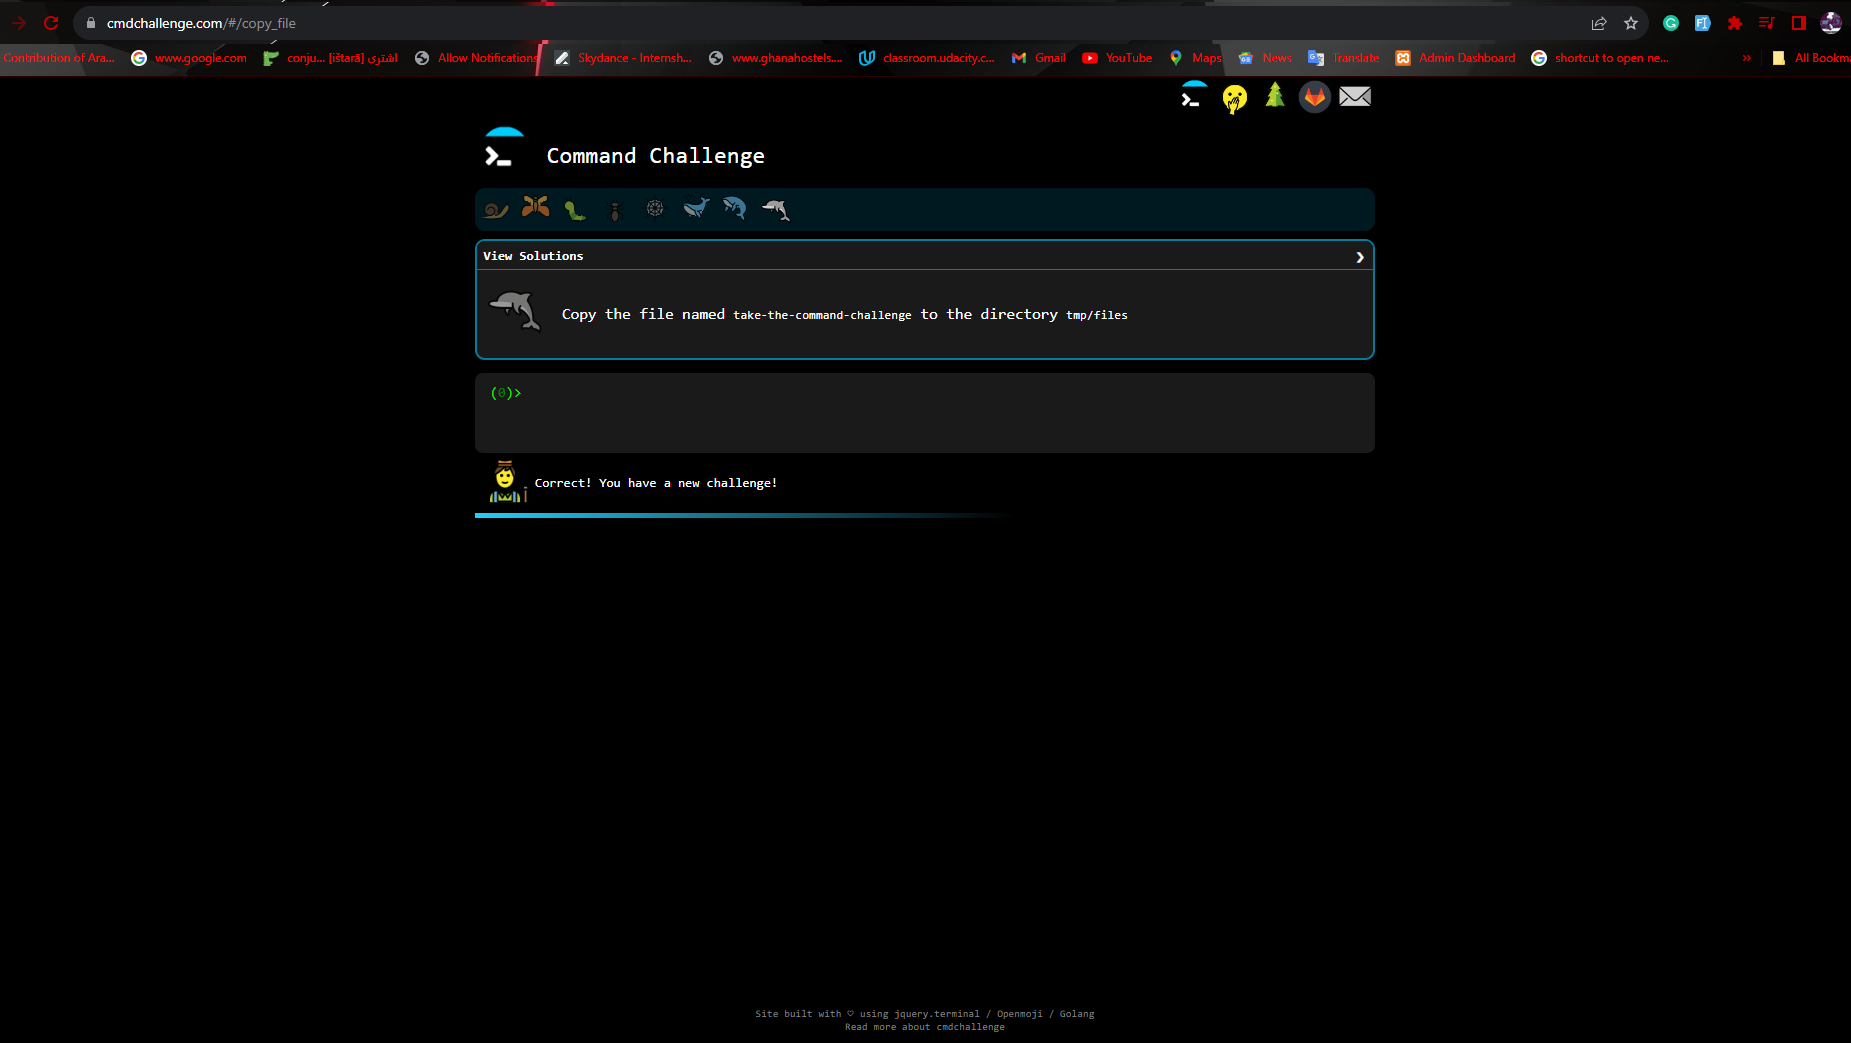 cmdchallenge.com/#/copy_file
Contribution of Ara... www.google.com conju... [ištarā] اشتری Allow Notifications Skydance - Internsh... www.ghanahostels.... classroom.udacity.c... Gmail YouTube Maps News Translate Admin Dashboard shortcut to open ne... » All Bookma
Command Challenge
View Solutions
Copy the file named take-the-command-challenge to the directory tmp/files
(0)>
Correct! You have a new challenge!
Site built with ♡ using jquery.terminal / Openmoji / Golang
Read more about cmdchallenge